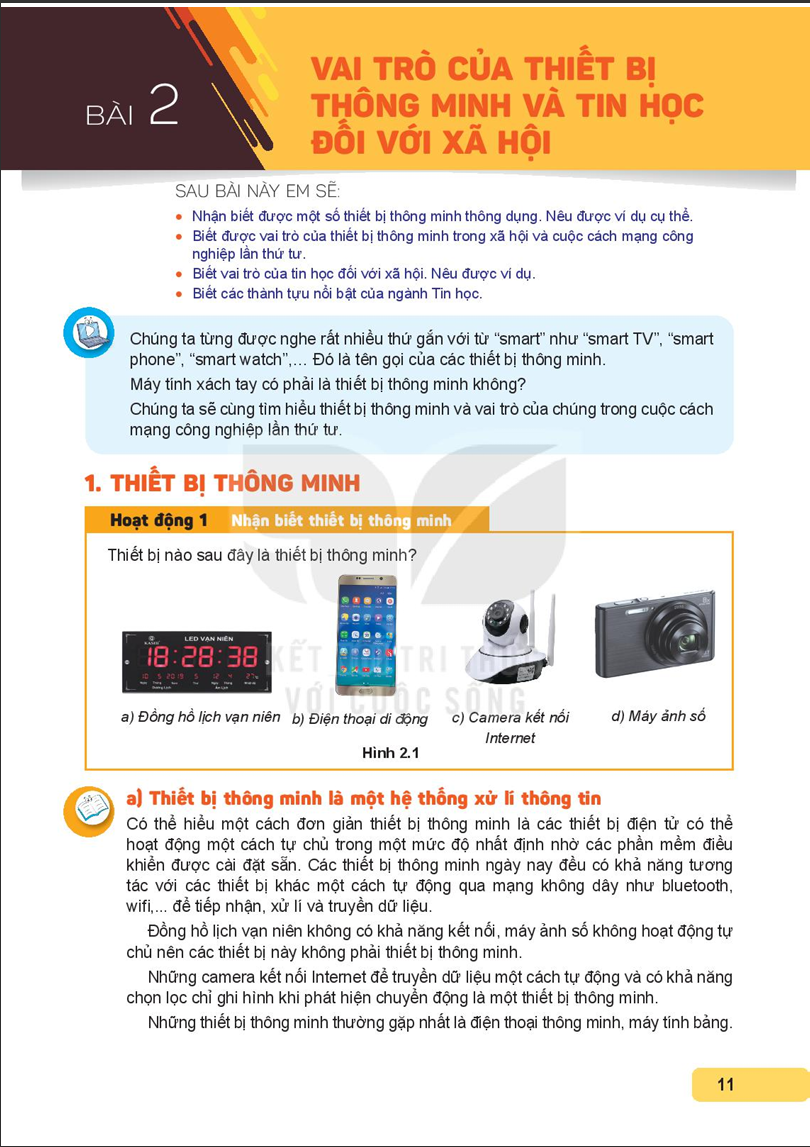 BÀI 2
VAI TRÒ CỦA THIẾT BỊ
THÔNG MINH VÀ TIN HỌC
ĐỐI VỚI XÃ HỘI
SAU BÀI NÀY EM SẼ:
• Nhận biết được một số thiết bị thông minh thông dụng. Nêu được ví dụ cụ thể.
• Biết được vai trò của thiết bị thông minh trong xã hội và cuộc cách mạng công
nghiệp lần thứ tư.
• Biết vai trò của tin học đối với xã hội. Nêu được ví dụ.
• Biết các thành tựu nổi bật của ngành Tin học.
Chúng ta từng được nghe rất nhiều thứ gắn với từ “smart” như “smart TV”, “smart
phone”, “smart watch”,… Đó là tên gọi của các thiết bị thông minh.
Máy tính xách tay có phải là thiết bị thông minh không?
Chúng ta sẽ cùng tìm hiểu thiết bị thông minh và vai trò của chúng trong cuộc cách
mạng công nghiệp lần thứ tư.
1. THIẾT BỊ THÔNG MINH
Hoạt động 1 Nhận biết thiết bị thông minh
Thiết bị nào sau đây là thiết bị thông minh?
LED VẠN NIÊN
18:28:38
KẾT NỐI TRI THỨC
VỚI CUỘC SỐNG
a) Đồng hồ lịch vạn niên
b) Điện thoại di động
c) Camera kết nối
Internet
d) Máy ảnh số
Hình 2.1
a) Thiết bị thông minh là một hệ thống xử lí thông tin
Có thể hiểu một cách đơn giản thiết bị thông minh là các thiết bị điện tử có thể
hoạt động một cách tự chủ trong một mức độ nhất định nhờ các phần mềm điều
khiển được cài đặt sẵn. Các thiết bị thông minh ngày nay đều có khả năng tương
tác với các thiết bị khác một cách tự động qua mạng không dây như bluetooth,
wifi,... để tiếp nhận, xử lí và truyền dữ liệu.
Đồng hồ lịch vạn niên không có khả năng kết nối, máy ảnh số không hoạt động tự
chủ nên các thiết bị này không phải thiết bị thông minh.
Những camera kết nối Internet để truyền dữ liệu một cách tự động và có khả năng
chọn lọc chỉ ghi hình khi phát hiện chuyển động là một thiết bị thông minh.
Những thiết bị thông minh thường gặp nhất là điện thoại thông minh, máy tính bảng.
11